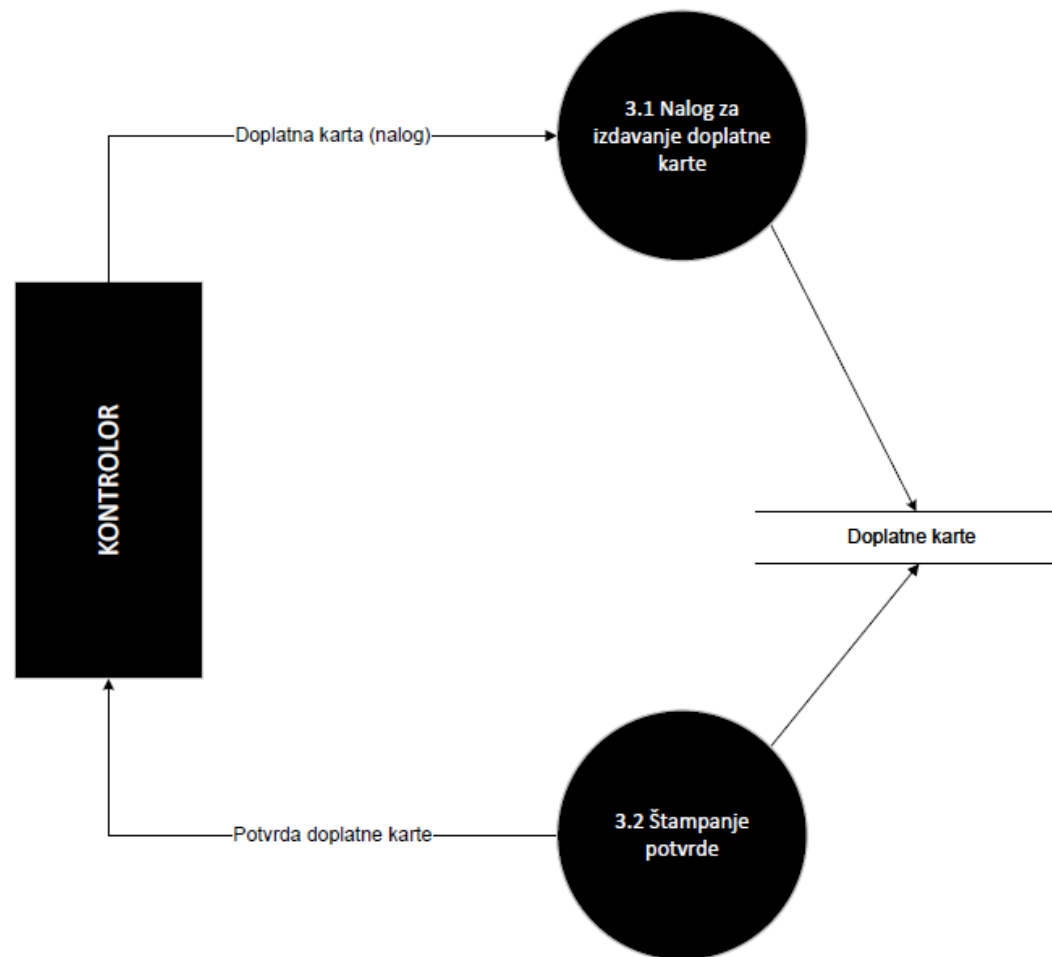 3.1 Nalog za
izdavanje doplatne
karte
Doplatna karta (nalog)
KONTROLOR
Doplatne karte
3.2 Štampanje
potvrde
Potvrda doplatne karte